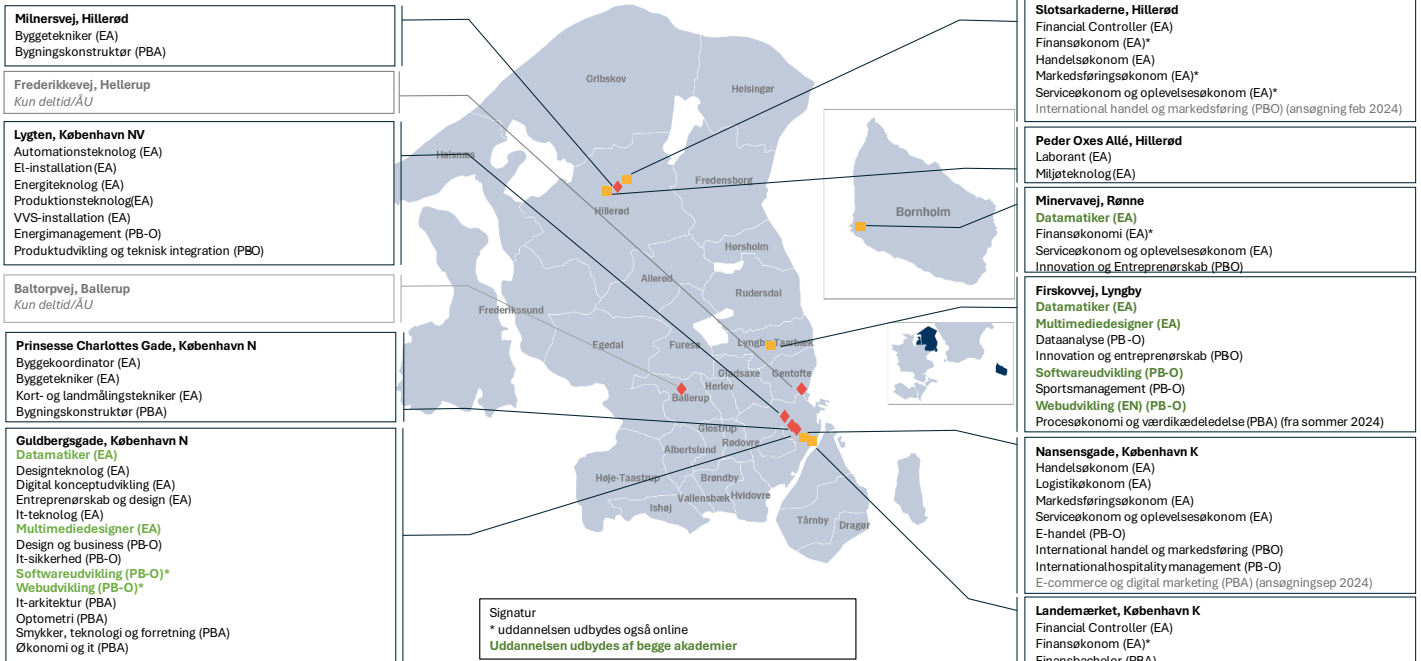 Milnersvej, Hillerød
Byggetekniker (EA)
Bygningskonstruktør (PBA)
Frederikkevej, Hellerup
Kun deltid/ÅU
Lygten, København NV
Automationsteknolog (EA)
El-installation (EA)
Energiteknolog (EA)
Produktionsteknolog(EA)
VVS-installation (EA)
Energimanagement (PB-O)
Produktudvikling og teknisk integration (PBO)
Baltorpvej, Ballerup
Kun deltid/ÅU
Prinsesse Charlottes Gade, København N
Byggekoordinator (EA)
Byggetekniker (EA)
Kort- og landmålingstekniker (EA)
Bygningskonstruktør (PBA)
Guldbergsgade, København N
Datamatiker (EA)
Designteknolog (EA)
Digital konceptudvikling (EA)
Entreprenørskab og design (EA)
It-teknolog (EA)
Multimediedesigner (EA)
Design og business (PB-O)
It-sikkerhed (PB-O)
Softwareudvikling (PB-O)*
Webudvikling (PB-O)*
It-arkitektur (PBA)
Optometri (PBA)
Smykker, teknologi og forretning (PBA)
Økonomi og it (PBA)
Gribskov
Helsingør
Halsnæs
Fredensborg
Hillerød
Hørsholm
Allerød
Rudersdal
Frederikssund
Egedal
Furesø
Lyngby-Taarbæk
Gladsaxe
Gentofte
Herlev
Ballerup
Glostrup
Rødovre
Albertslund
Høje-Taastrup
Brøndby
Vallensbæk
Hvidovre
Ishøj
Tårnby
Dragør
Bornholm
Signatur
* uddannelsen udbydes også online
Uddannelsen udbydes af begge akademier
Slotsarkaderne, Hillerød
Financial Controller (EA)
Finansøkonom (EA)*
Handelsøkonom (EA)
Markedsføringsøkonom (EA)*
Serviceøkonom og oplevelsesøkonom (EA)*
International handel og markedsføring (PBO) (ansøgning feb 2024)
Peder Oxes Allé, Hillerød
Laborant (EA)
Miljøteknolog (EA)
Minervavej, Rønne
Datamatiker (EA)
Finansøkonomi (EA)*
Serviceøkonom og oplevelsesøkonom (EA)
Innovation og Entreprenørskab (PBO)
Firskovvej, Lyngby
Datamatiker (EA)
Multimediedesigner (EA)
Dataanalyse (PB-O)
Innovation og entreprenørskab (PBO)
Softwareudvikling (PB-O)
Sportsmanagement (PB-O)
Webudvikling (EN) (PB-O)
Procesøkonomi og værdikædeledelse (PBA) (fra sommer 2024)
Nansensgade, København K
Handelsøkonom (EA)
Logistikøkonom (EA)
Markedsføringsøkonom (EA)
Serviceøkonom og oplevelsesøkonom (EA)
E-handel (PB-O)
International handel og markedsføring (PBO)
International hospitality management (PB-O)
E-commerce og digital marketing (PBA) (ansøgning sep 2024)
Landemærket, København K
Financial Controller (EA)
Finansøkonom (EA)*
Finansbachelor (PBA)